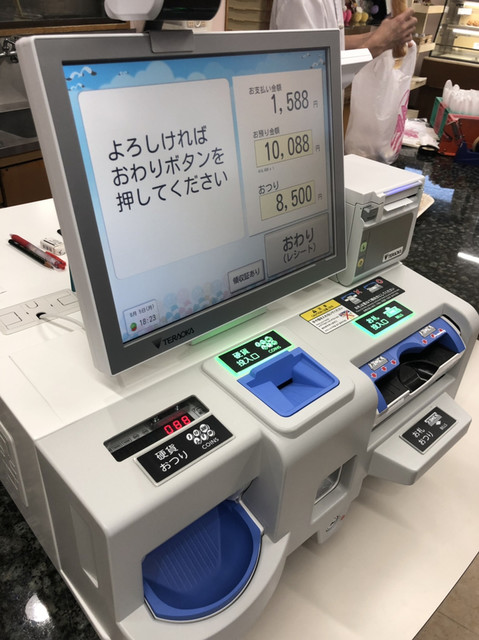 お支払い金額
1,588 円
お預り金額
10,088 円
おつり
8,500 円
よろしければ
おわりボタンを
押してください
おわり
(レシート)
領収証あり
18:23
TERAOKA
硬貨
投入口
COINS
お札
投入口
088
硬貨
おつり
COINS
お札
おつり